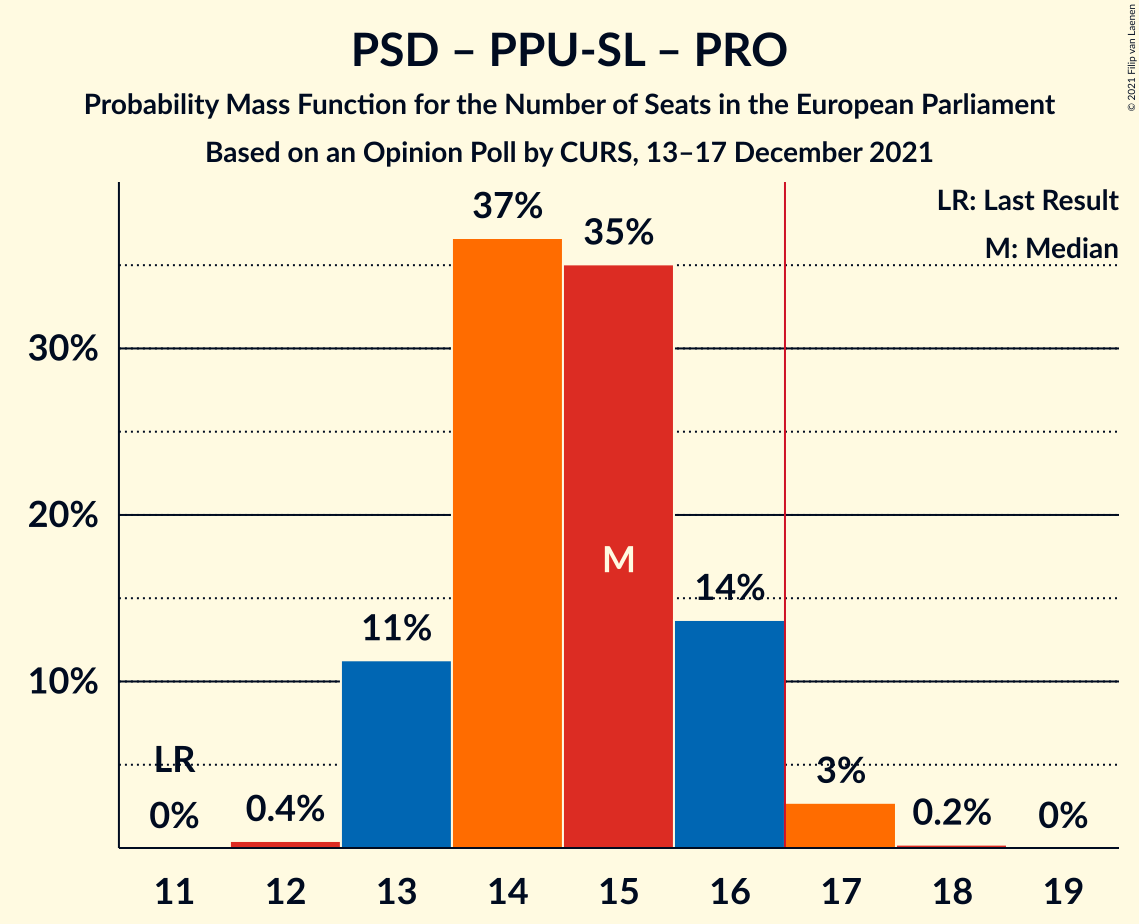 PSD – PPU-SL – PRO
Probability Mass Function for the Number of Seats in the European Parliament
Based on an Opinion Poll by CURS, 13–17 December 2021
© 2021 Filip van Laenen
LR: Last Result
M: Median
37%
35%
30%
20%
M
14%
11%
10%
LR
3%
0%
0.4%
0.2%
0%
11 12 13 14 15 16 17 18 19